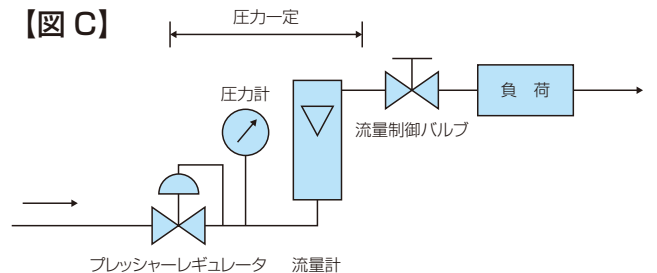 【図 C】
圧力一定
圧力計
負 荷
流量制御バルブ
プレッシャーレギュレータ
流量計